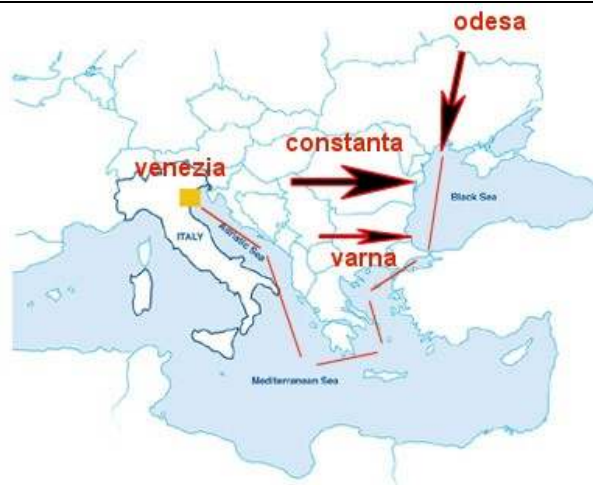 odesa
constanta
venezia
Black Sea
ITALY
Adriatic Sea
varna
Mediterranean Sea